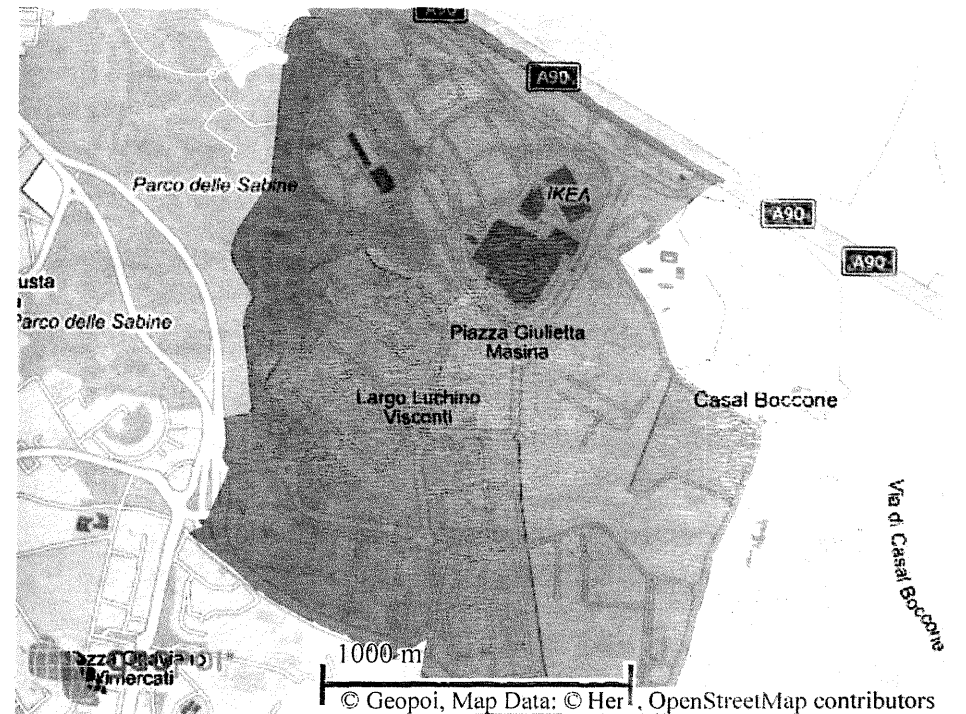 A90
A90
Parco delle Sabine
IKEA
A90
A90
usta
Parco delle Sabine
Piazza Giulietta
Masina
Largo Luchino
Visconti
Casal Boccone
Via di Casal Boccone
Vimercati
1000 m
© Geopoi, Map Data: © Her , OpenStreetMap contributors